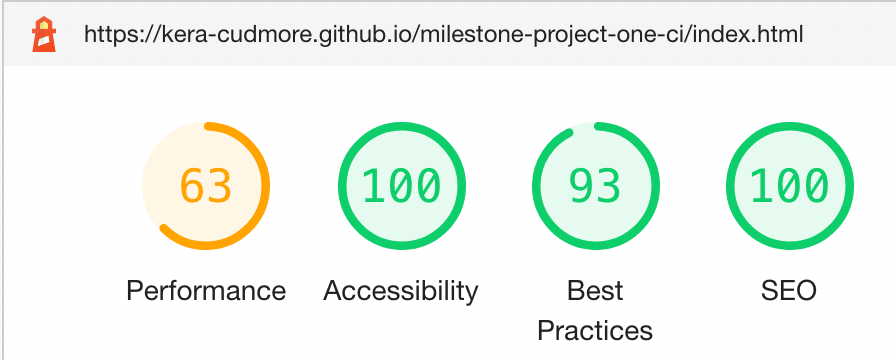 https://kera-cudmore.github.io/milestone-project-one-ci/index.html
63
100
93
100
Performance
Accessibility
Best
Practices
SEO